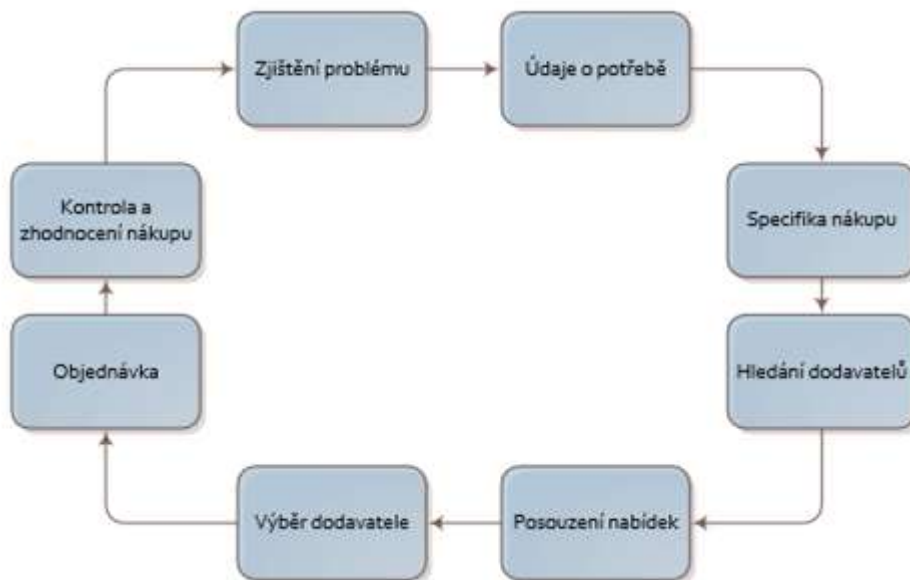 Zjištění problému
Údaje o potřebě
Specifika nákupu
Hledání dodavatelů
Posouzení nabídek
Výběr dodavatele
Objednávka
Kontrola a
zhodnocení nákupu